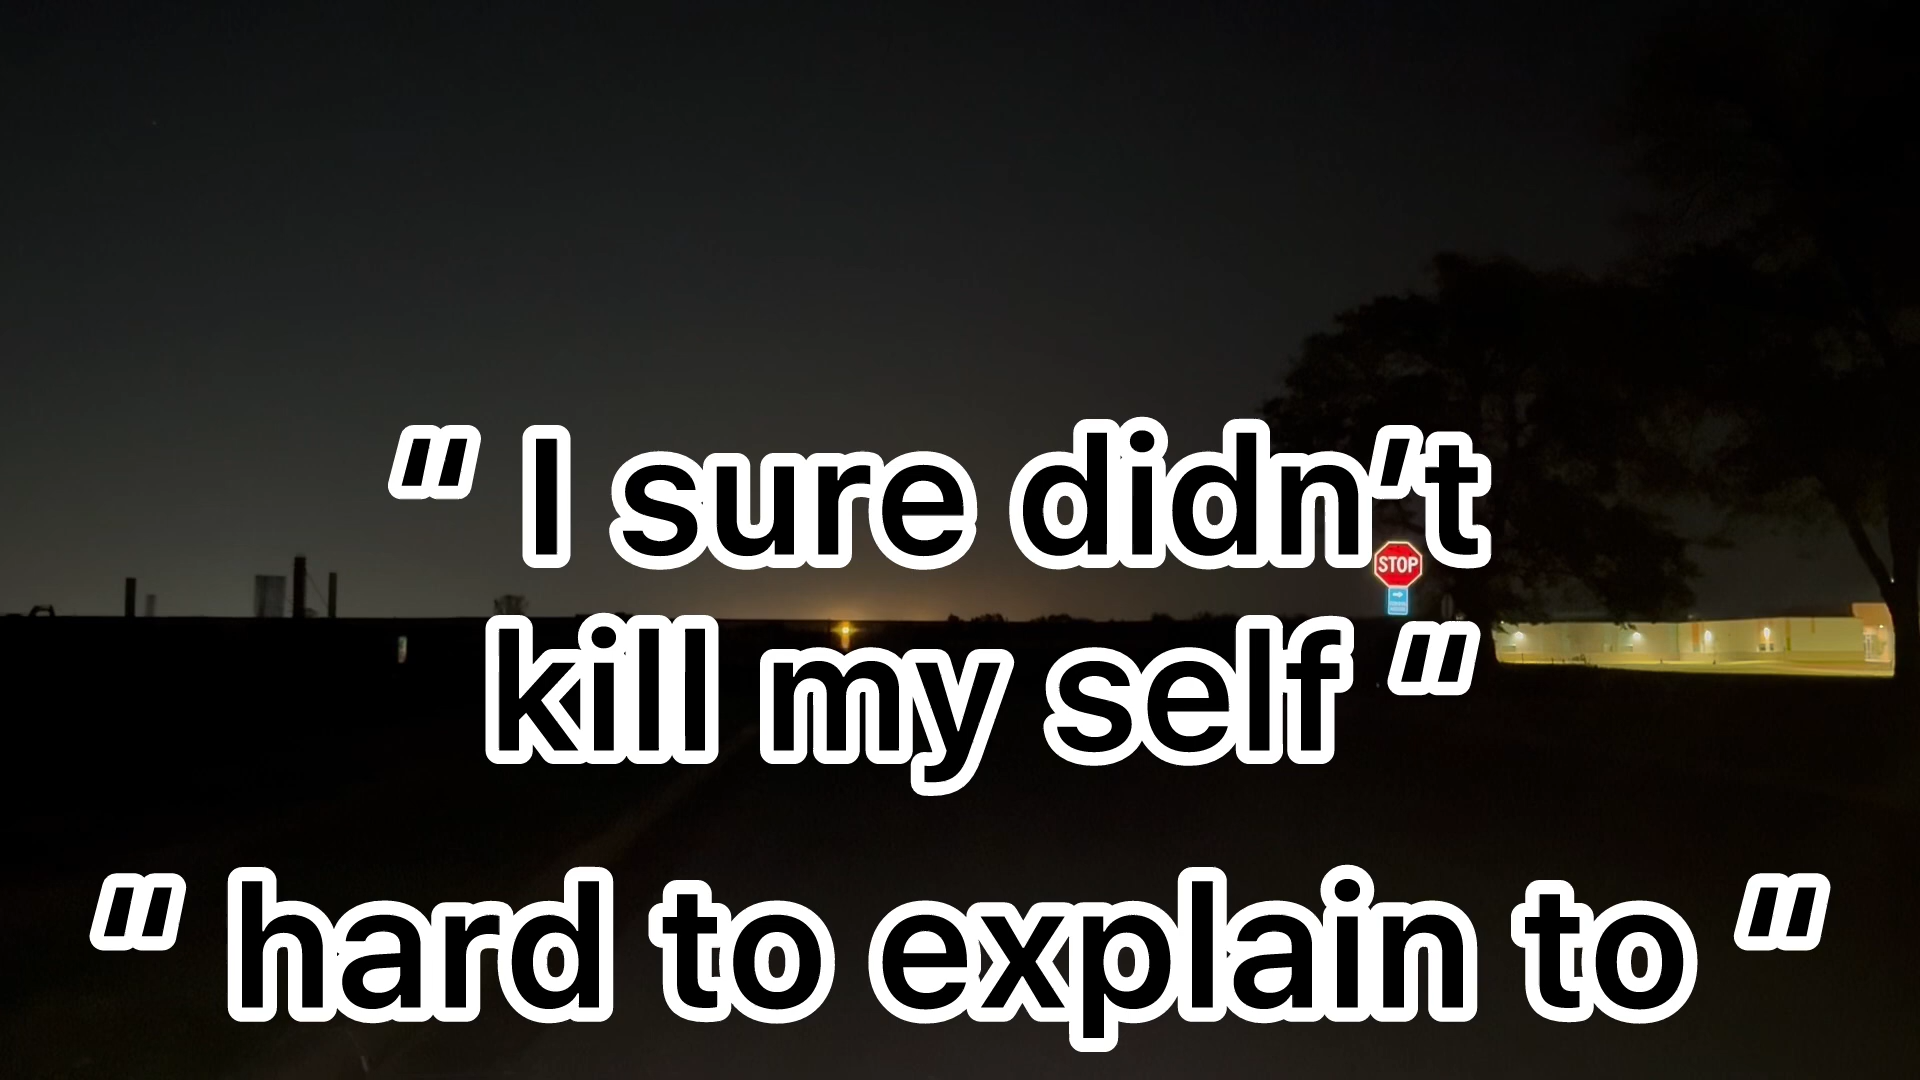 " I sure didn't
STOP
kill my self "
" hard to explain to "